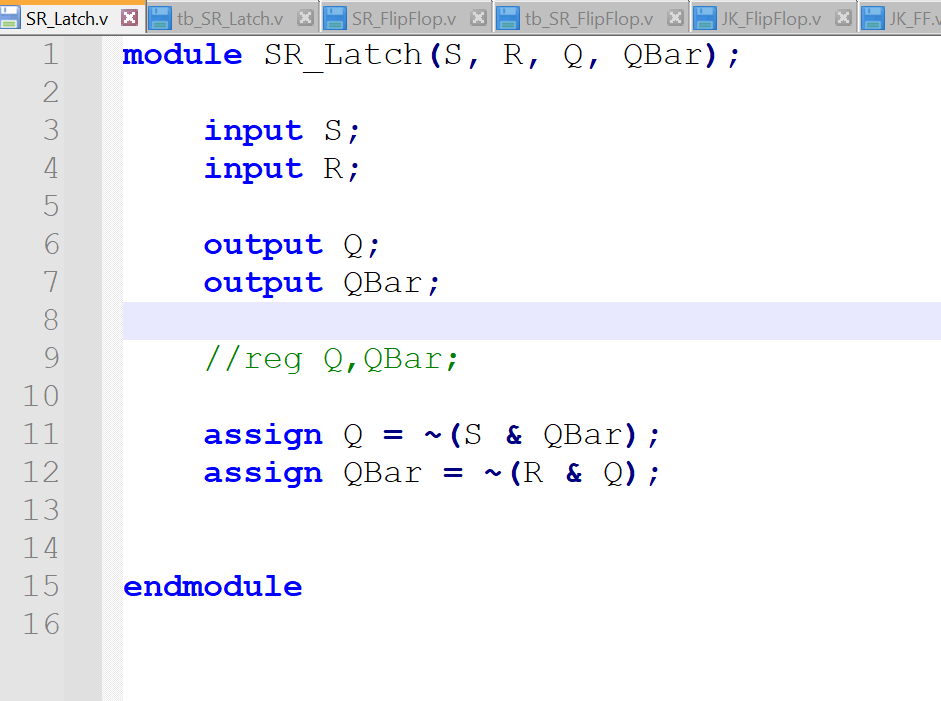 SR_Latch.v tb_SR_Latch.v SR_FlipFlop.v tb_SR_FlipFlop.v JK_FlipFlop.v JK_FF.v
1 module SR_Latch(S, R, Q, QBar);
2
3 input S;
4 input R;
5
6 output Q;
7 output QBar;
8
9 //reg Q,QBar;
10
11 assign Q = ~(S & QBar);
12 assign QBar = ~(R & Q);
13
14
15 endmodule
16